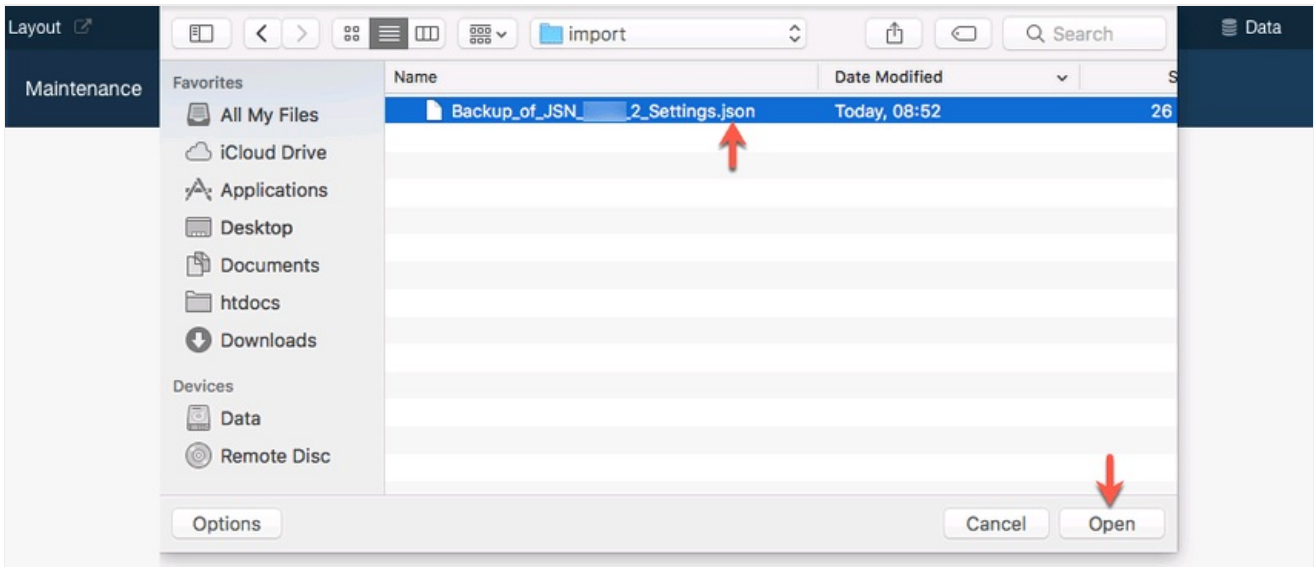 Layout
import
Search
Data
Maintenance
Favorites
Name
Date Modified
S
All My Files
Backup_of_JSN_ _2_Settings.json
Today, 08:52
26
iCloud Drive
Applications
Desktop
Documents
htdocs
Downloads
Devices
Data
Remote Disc
Options
Cancel
Open